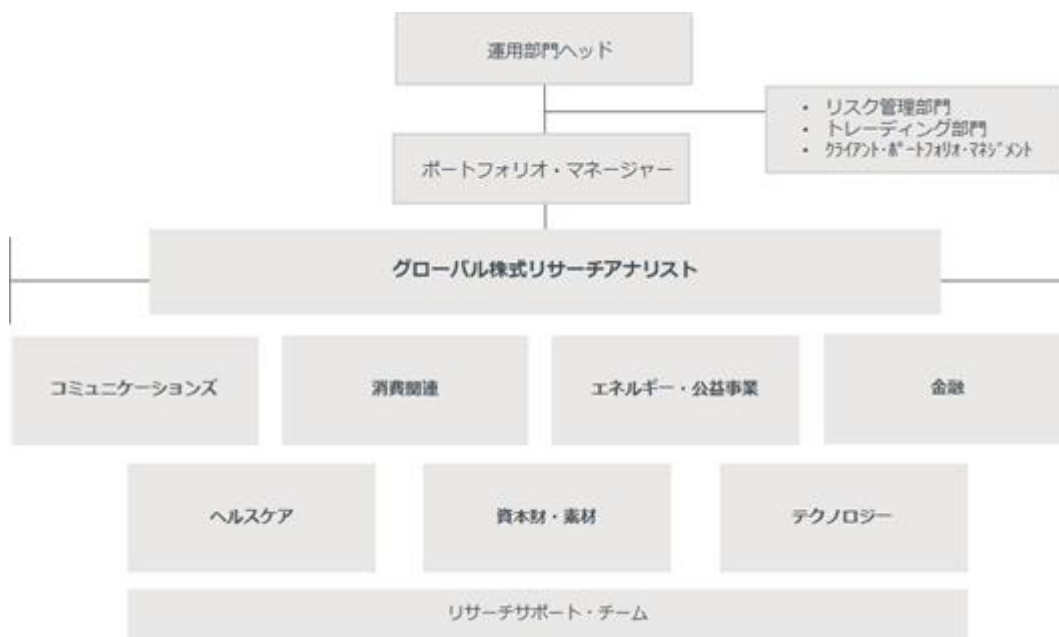 運用部門ヘッド
• リスク管理部門
• トレーディング部門
• クライアント・ポートフォリオ・マネジメント
ポートフォリオ・マネージャー
グローバル株式リサーチアナリスト
コミュニケーションズ
消費関連
エネルギー・公益事業
金融
ヘルスケア
資本財・素材
テクノロジー
リサーチサポート・チーム